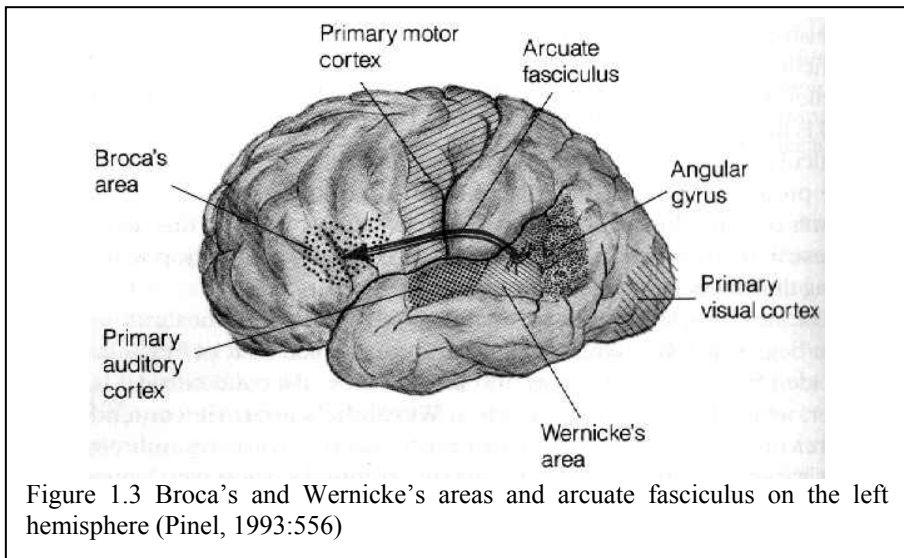 Primary motor
cortex
Arcuate
fasciculus
Broca's
area
Angular
gyrus
Primary
visual cortex
Primary
auditory
cortex
Wernicke's
area
Figure 1.3 Broca's and Wernicke's areas and arcuate fasciculus on the left
hemisphere (Pinel, 1993:556)